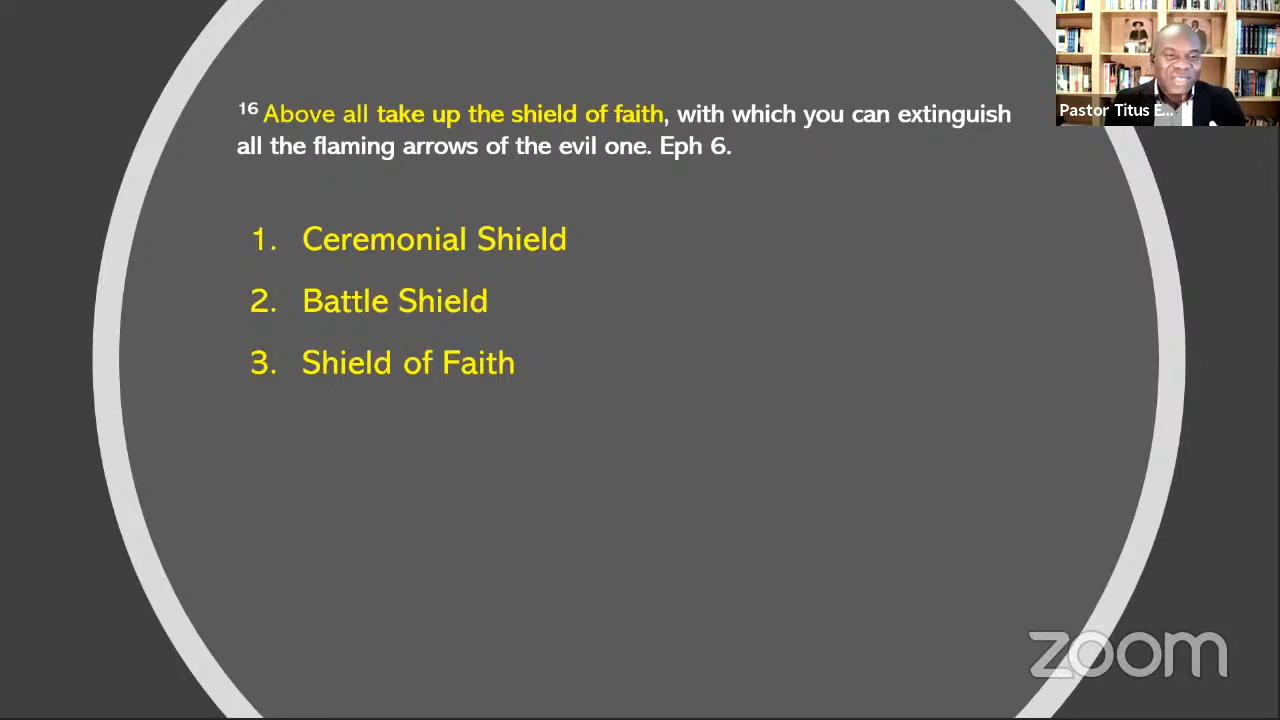 16 Above all take up the shield of faith, with which you can extinguish
all the flaming arrows of the evil one. Eph 6.
1. Ceremonial Shield
2. Battle Shield
3. Shield of Faith
Pastor Titus E...
zoom